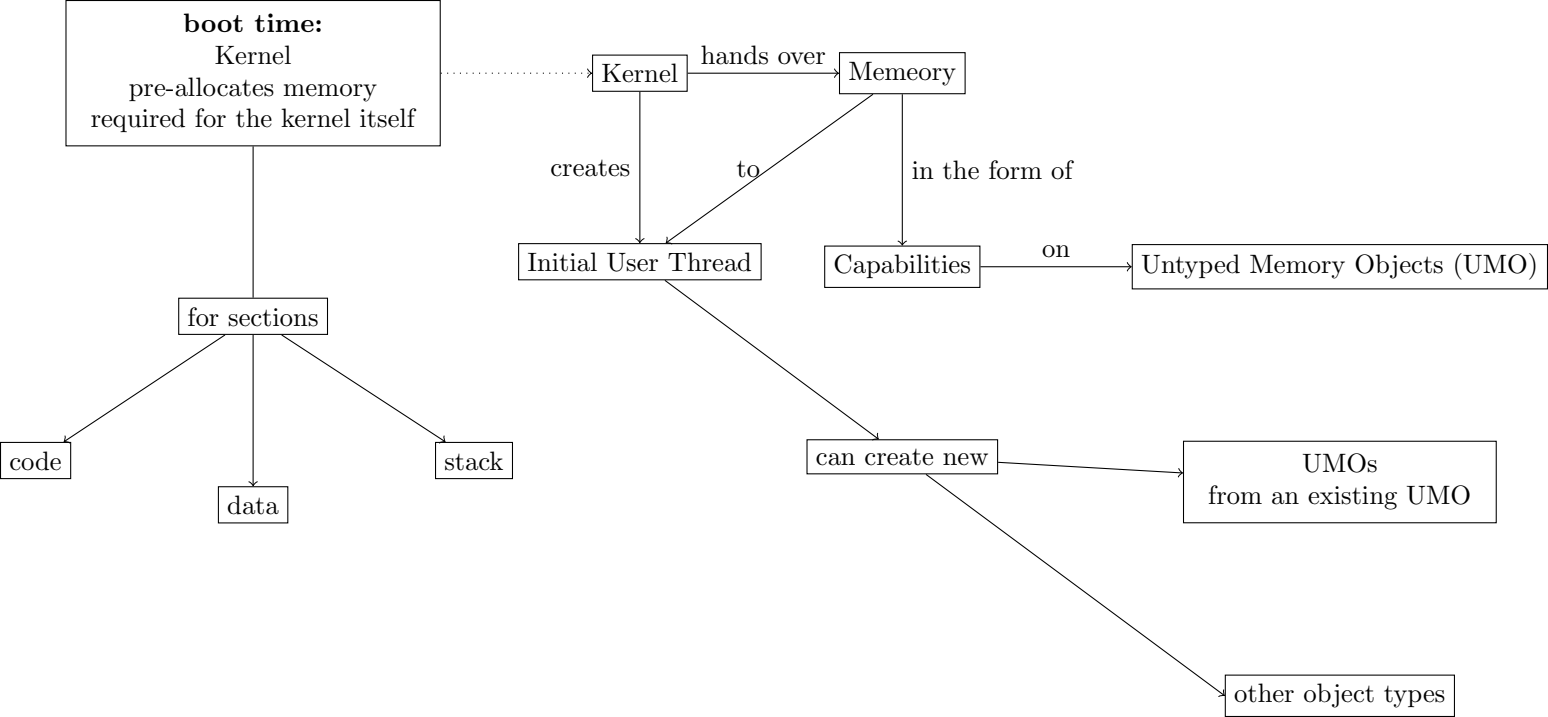 boot time:
Kernel
pre-allocates memory
required for the kernel itself
Kernel
hands over
Memeory
creates
to
in the form of
Initial User Thread
Capabilities
on
Untyped Memory Objects (UMO)
for sections
code
data
stack
can create new
UMOs
from an existing UMO
other object types